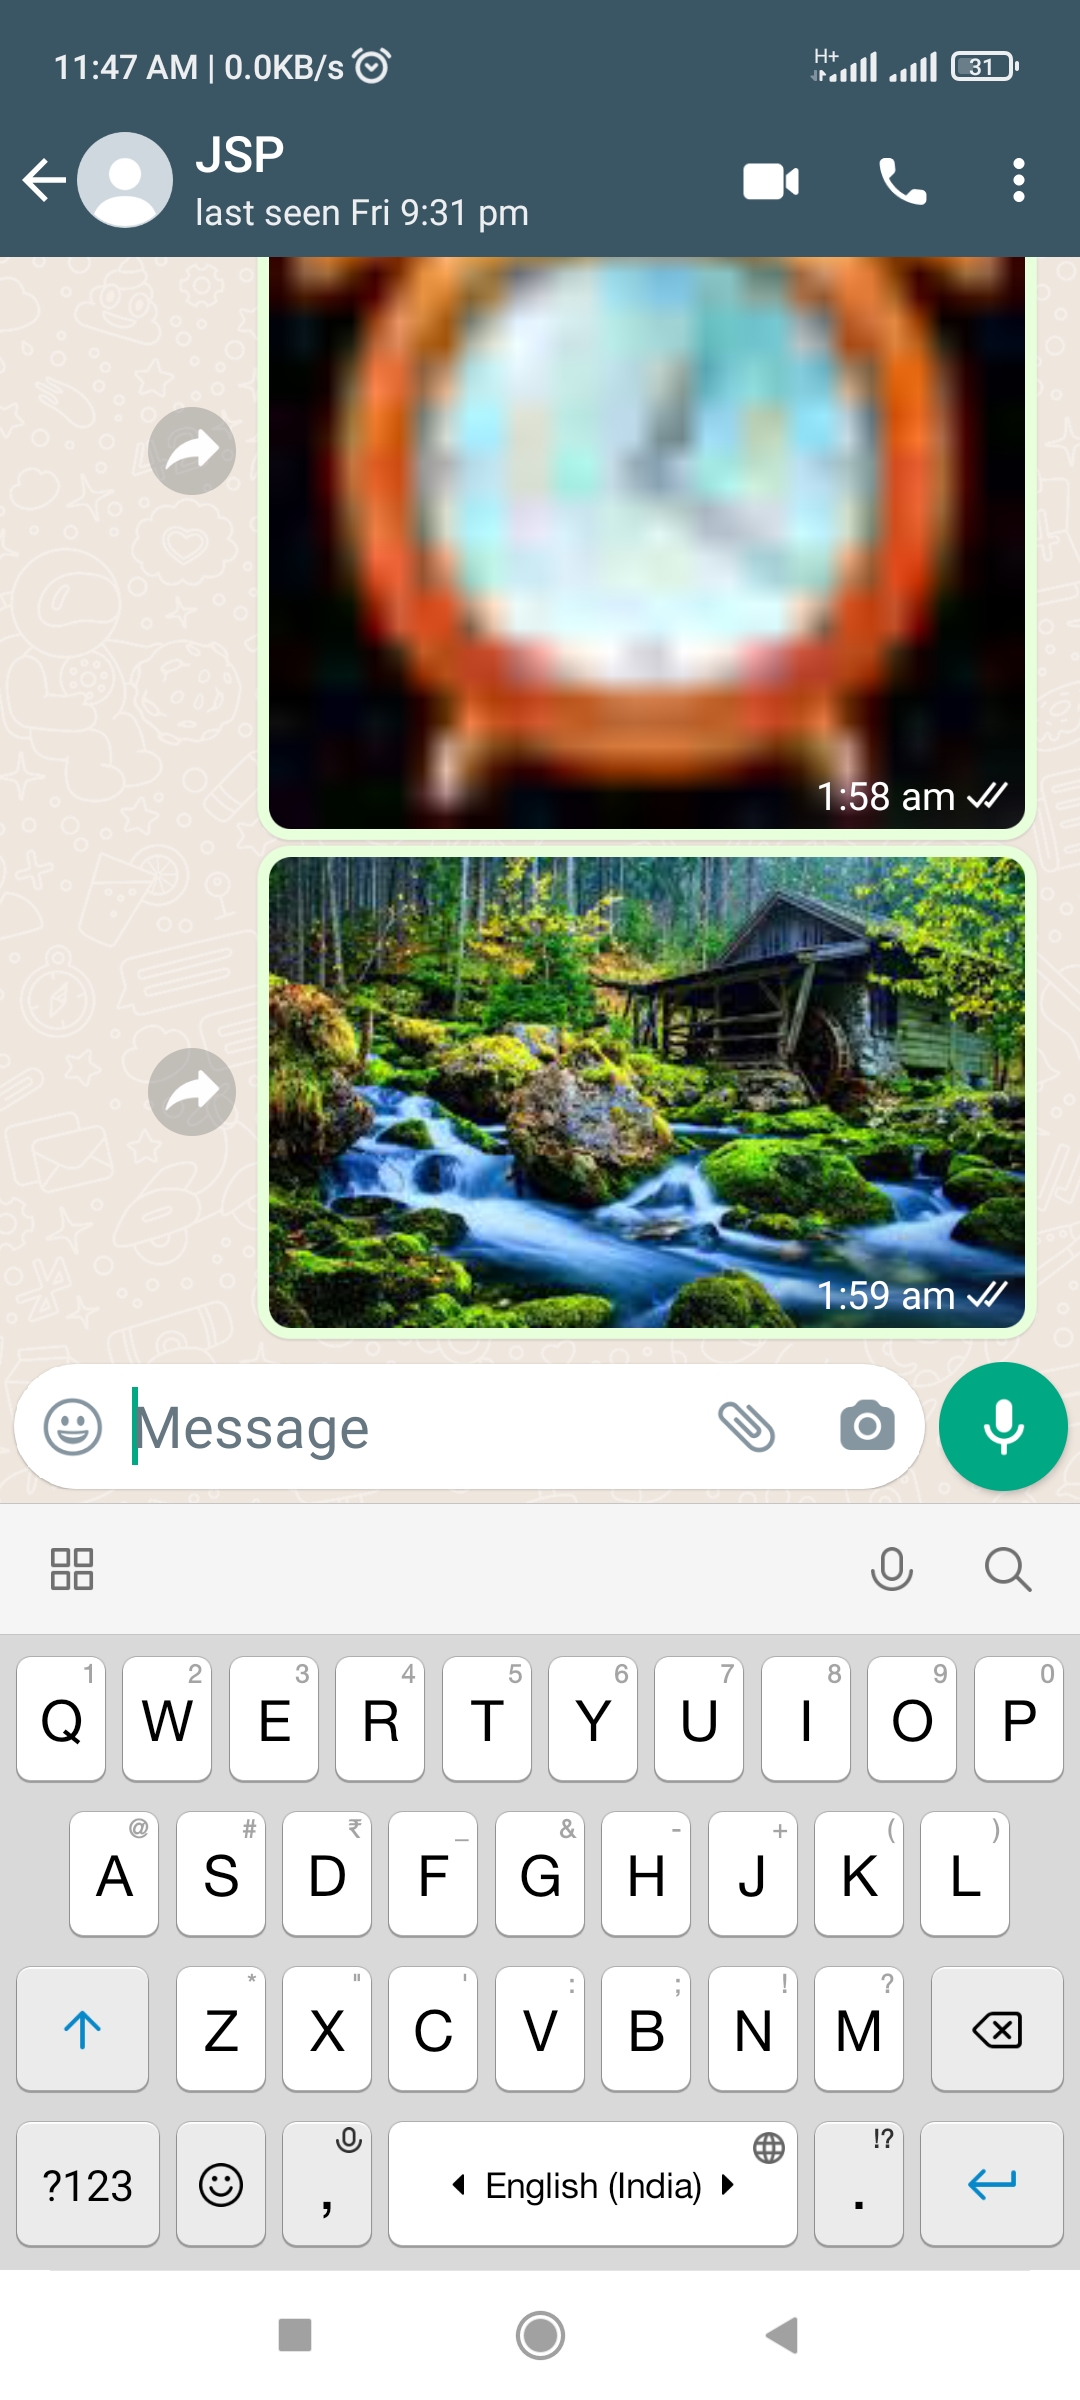 11:47 AM | 0.0KB/s H+ 31
JSP
last seen Fri 9:31 pm
1:58 am
1:59 am
Message
1 2 3 4 5 6 7 8 9 0
Q W E R T Y U I O P
@ # ₹ _ & - + ( )
A S D F G H J K L
* " ' : ; ! ?
Z X C V B N M
!?
?123 , English (India) .